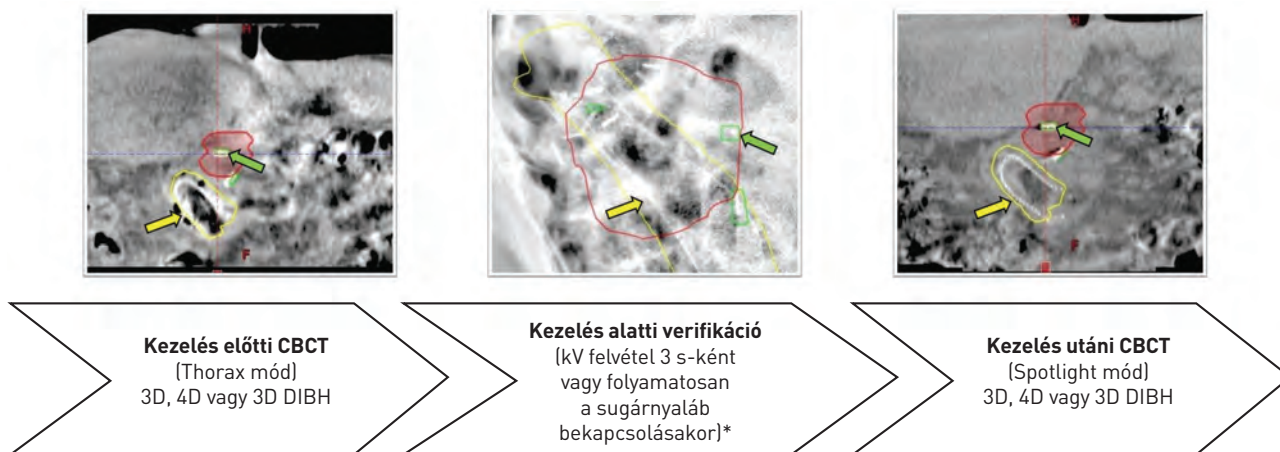 H
F
F
Kezelés előtti CBCT
(Thorax mód)
3D, 4D vagy 3D DIBH
Kezelés alatti verifikáció
(kV felvétel 3 s-ként
vagy folyamatosan
a sugárnyaláb
bekapcsolásakor)*
Kezelés utáni CBCT
(Spotlight mód)
3D, 4D vagy 3D DIBH